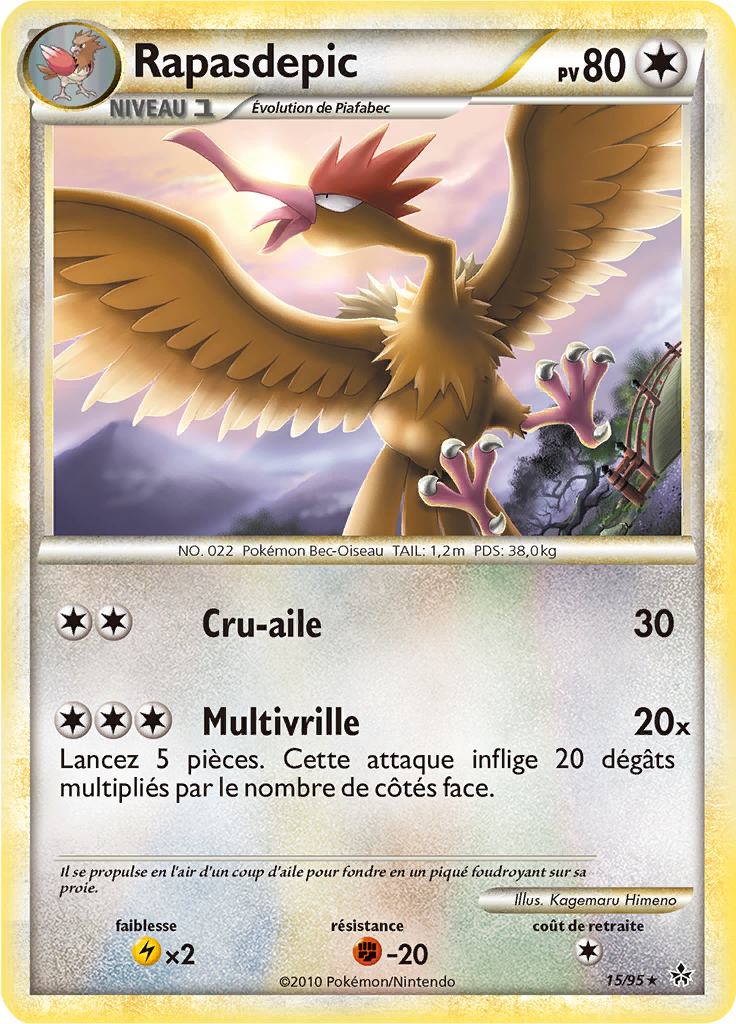 Rapasdepic
PV 80
NIVEAU 1
Évolution de Piafabec
NO. 022 Pokémon Bec-Oiseau TAIL: 1,2m PDS: 38,0kg
Cru-aile 30
Multivrille 20x
Lancez 5 pièces. Cette attaque inflige 20 dégâts
multipliés par le nombre de côtés face.
Il se propulse en l'air d'un coup d'aile pour fondre en un piqué foudroyant sur sa
proie.
Illus. Kagemaru Himeno
faiblesse résistance coût de retraite
×2 -20
©2010 Pokémon/Nintendo
15/95 ★